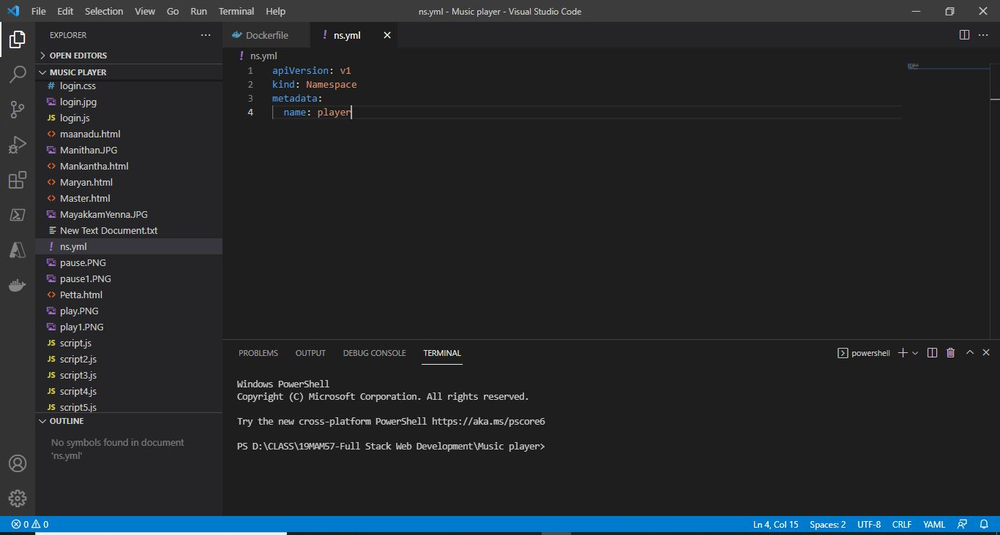 File Edit Selection View Go Run Terminal Help
ns.yml - Music player - Visual Studio Code
EXPLORER
OPEN EDITORS
MUSIC PLAYER
# login.css
login.jpg
JS login.js
<> maanadu.html
Manithan.JPG
<> Mankantha.html
<> Maryan.html
<> Master.html
MayakkamYenna.JPG
New Text Document.txt
! ns.yml
pause.PNG
pause1.PNG
<> Petta.html
play.PNG
play1.PNG
JS script.js
JS script2.js
JS script3.js
JS script4.js
JS script5.js
OUTLINE
No symbols found in document
'ns.yml'
Dockerfile
! ns.yml
! ns.yml
1 apiVersion: v1
2 kind: Namespace
3 metadata:
4 name: player
PROBLEMS OUTPUT DEBUG CONSOLE TERMINAL
powershell
Windows PowerShell
Copyright (C) Microsoft Corporation. All rights reserved.
Try the new cross-platform PowerShell https://aka.ms/pscore6
PS D:\CLASS\19MAM57-Full Stack Web Development\Music player>
0 0
Ln 4, Col 15 Spaces: 2 UTF-8 CRLF YAML